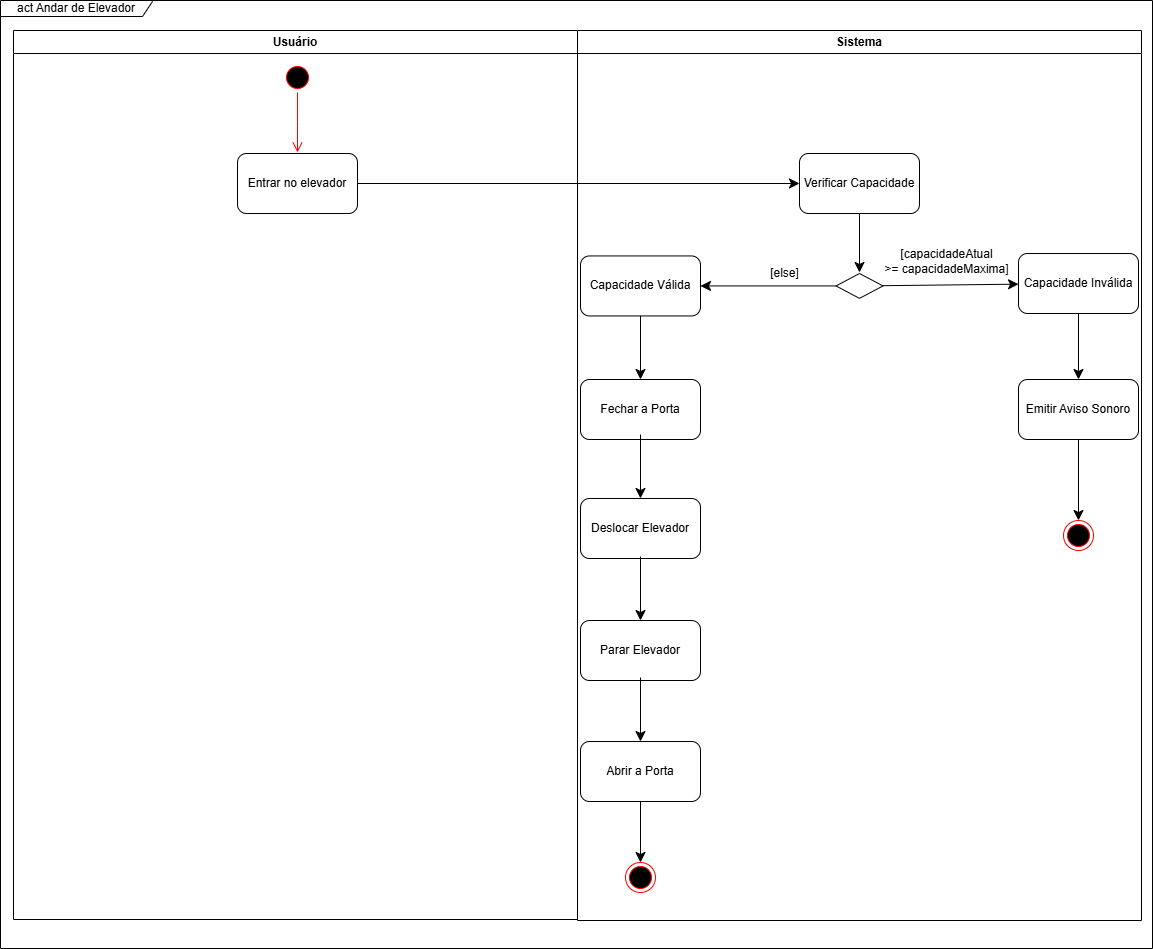 act Andar de Elevador
Usuário
Sistema
Entrar no elevador
Verificar Capacidade
[capacidadeAtual
>= capacidadeMaxima]
[else]
Capacidade Válida
Capacidade Inválida
Fechar a Porta
Emitir Aviso Sonoro
Deslocar Elevador
Parar Elevador
Abrir a Porta